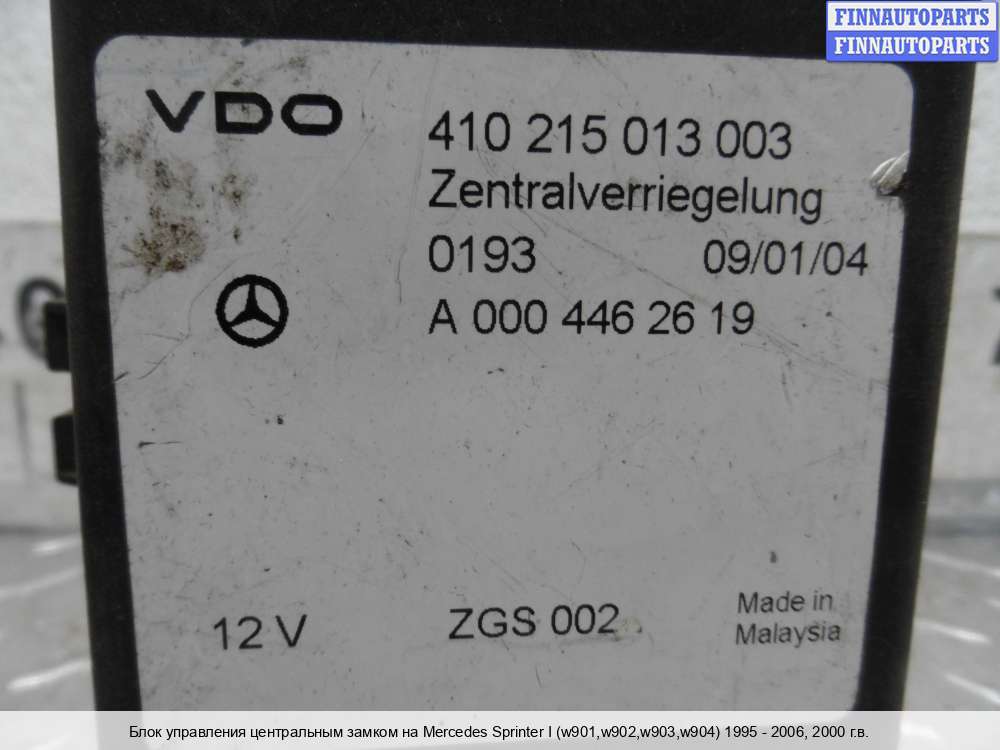 FINNAUTOPARTS
FINNAUTOPARTS
VDO
410 215 013 003
Zentralverriegelung
0193 09/01/04
A 000 446 26 19
12 V ZGS 002 Made in
Malaysia
Блок управления центральным замком на Mercedes Sprinter I (w901,w902,w903,w904) 1995 - 2006, 2000 г.в.